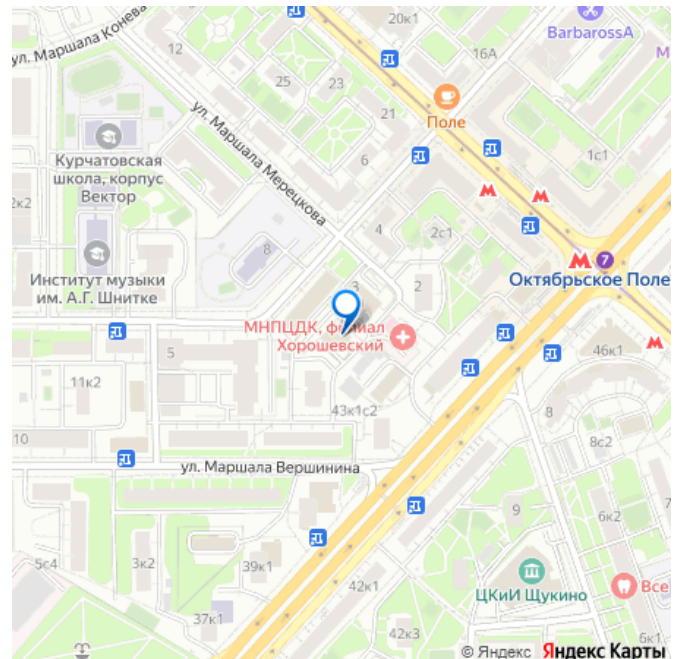 20к1
BarbarossA
ул. Маршала Конева
12
16А
М
25
23
Поле
21
ул. Маршала Мерецкова
6
1с1
Курчатовская
школа, корпус
Вектор
2к2
4
2с1
8
7
Институт музыки
им. А.Г. Шнитке
3
2
Октябрьское Поле
МНПЦДК, филиал
Хорошевский
5
46к1
11к2
43к1с2
8
10
8с2
ул. Маршала Вершинина
9
6к2
5с4
3к2
39к1
42к1
ЦКиИ Щукино
Все
37к1
42к3
6к1
© Яндекс Яндекс Карты